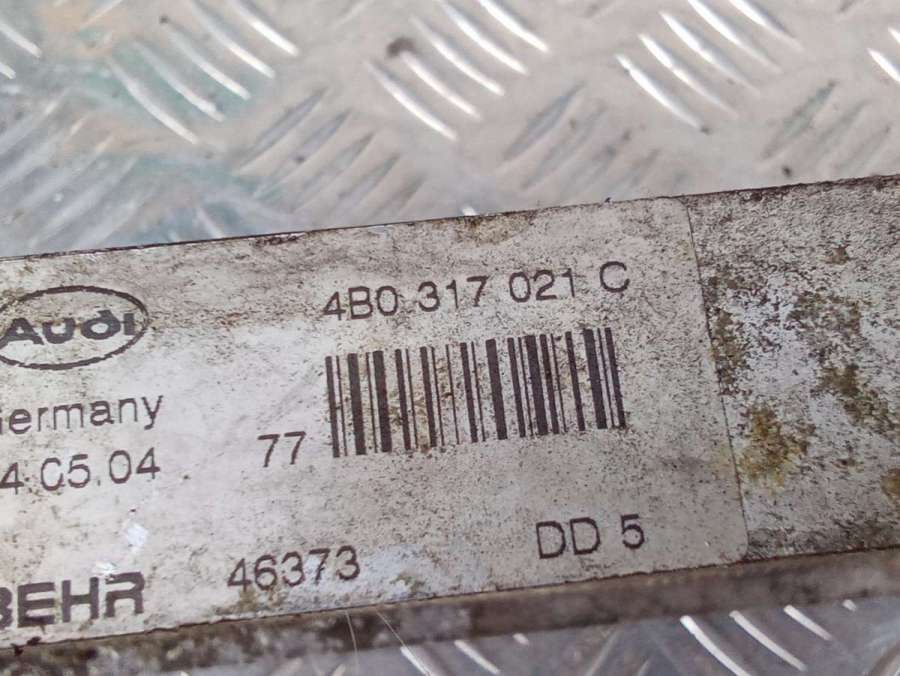 4B0 317 021 C
Audi
Germany
77
4.05.04
DD 5
46373
BEHR